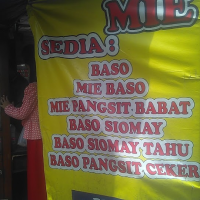 MIE
SEDIA :
BASO
MIE BASO
MIE PANGSIT BABAT
BASO SIOMAY
BASO SIOMAY TAHU
BASO PANGSIT CEKER